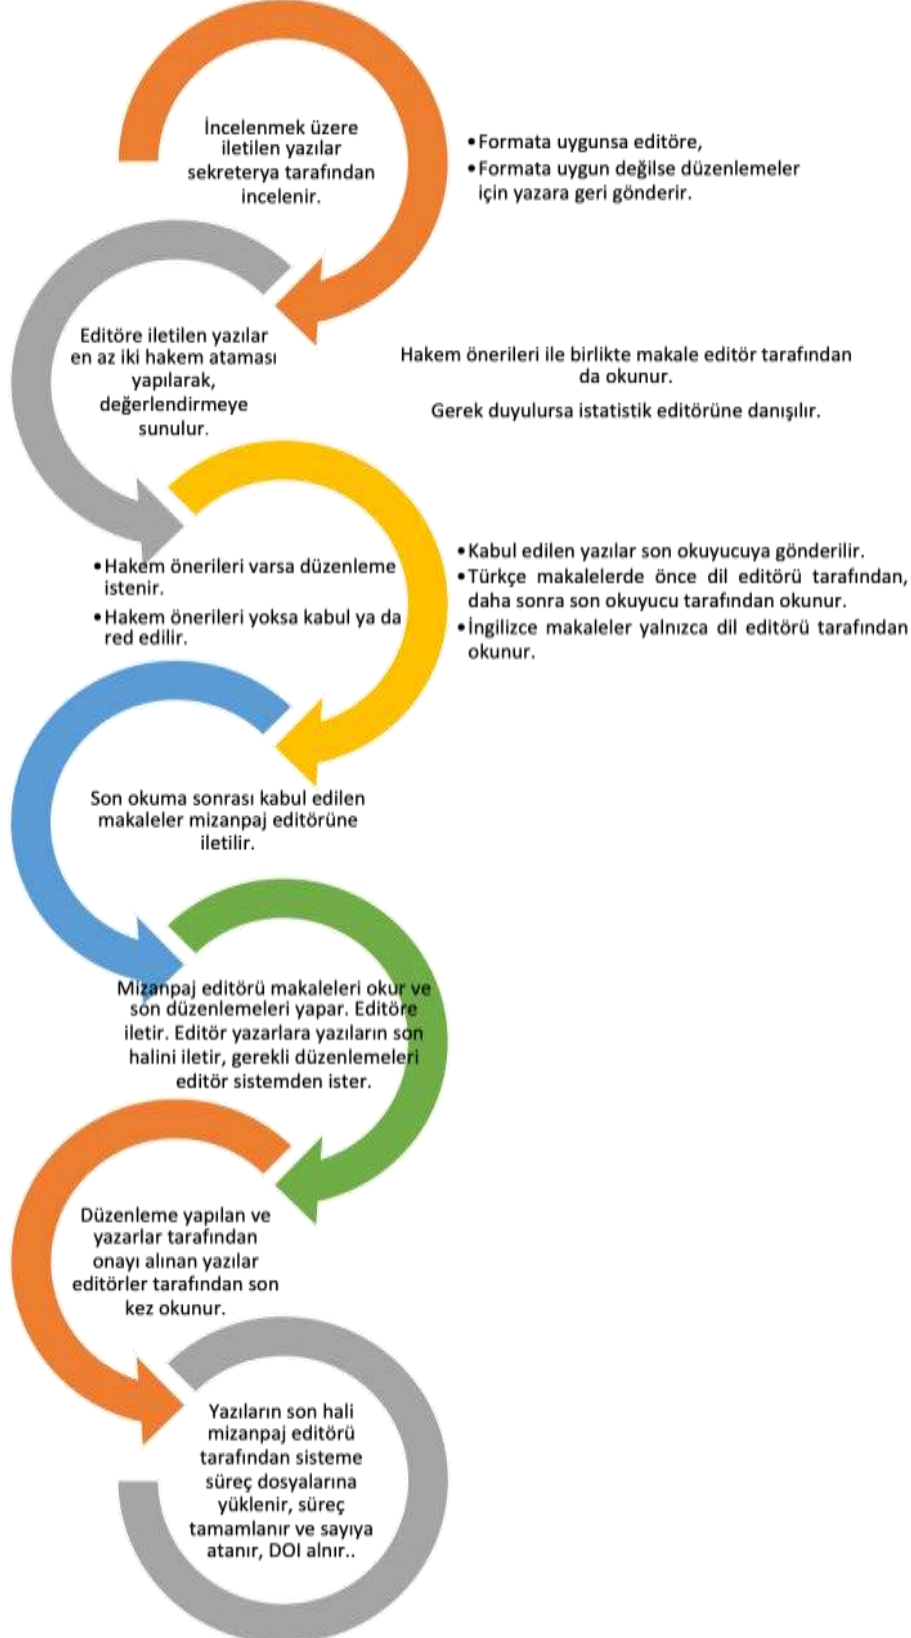 İncelenmek üzere
iletilen yazılar
sekreterya tarafından
incelenir.
• Formata uygunsa editöre,
• Formata uygun değilse düzenlemeler
için yazara geri gönderir.
Editöre iletilen yazılar
en az iki hakem ataması
yapılarak,
değerlendirmeye
sunulur.
Hakem önerileri ile birlikte makale editör tarafından
da okunur.
Gerek duyulursa istatistik editörüne danışılır.
• Hakem önerileri varsa düzenleme
istenir.
• Hakem önerileri yoksa kabul ya da
red edilir.
• Kabul edilen yazılar son okuyucuya gönderilir.
• Türkçe makalelerde önce dil editörü tarafından,
daha sonra son okuyucu tarafından okunur.
• İngilizce makaleler yalnızca dil editörü tarafından
okunur.
Son okuma sonrası kabul edilen
makaleler mizanpaj editörüne
iletilir.
Mizanpaj editörü makaleleri okur ve
son düzenlemeleri yapar. Editöre
iletir. Editör yazarlara yazıların son
halini iletir, gerekli düzenlemeleri
editör sistemden ister.
Düzenleme yapılan ve
yazarlar tarafından
onayı alınan yazılar
editörler tarafından son
kez okunur.
Yazıların son hali
mizanpaj editörü
tarafından sisteme
süreç dosyalarına
yüklenir, süreç
tamamlanır ve sayıya
atanır, DOI alnır..